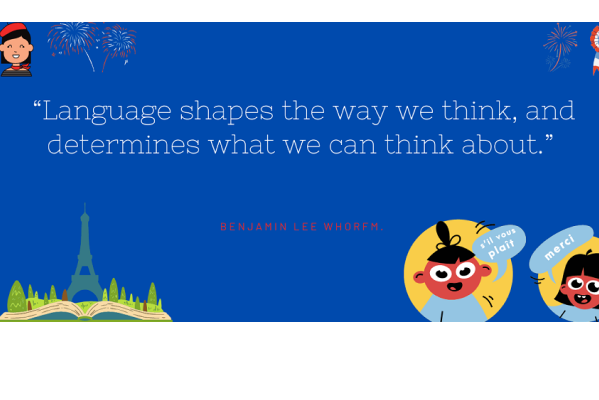 “Language shapes the way we think, and
determines what we can think about.”
BENJAMIN LEE WHORFM.
s'il vous
plaît
merci